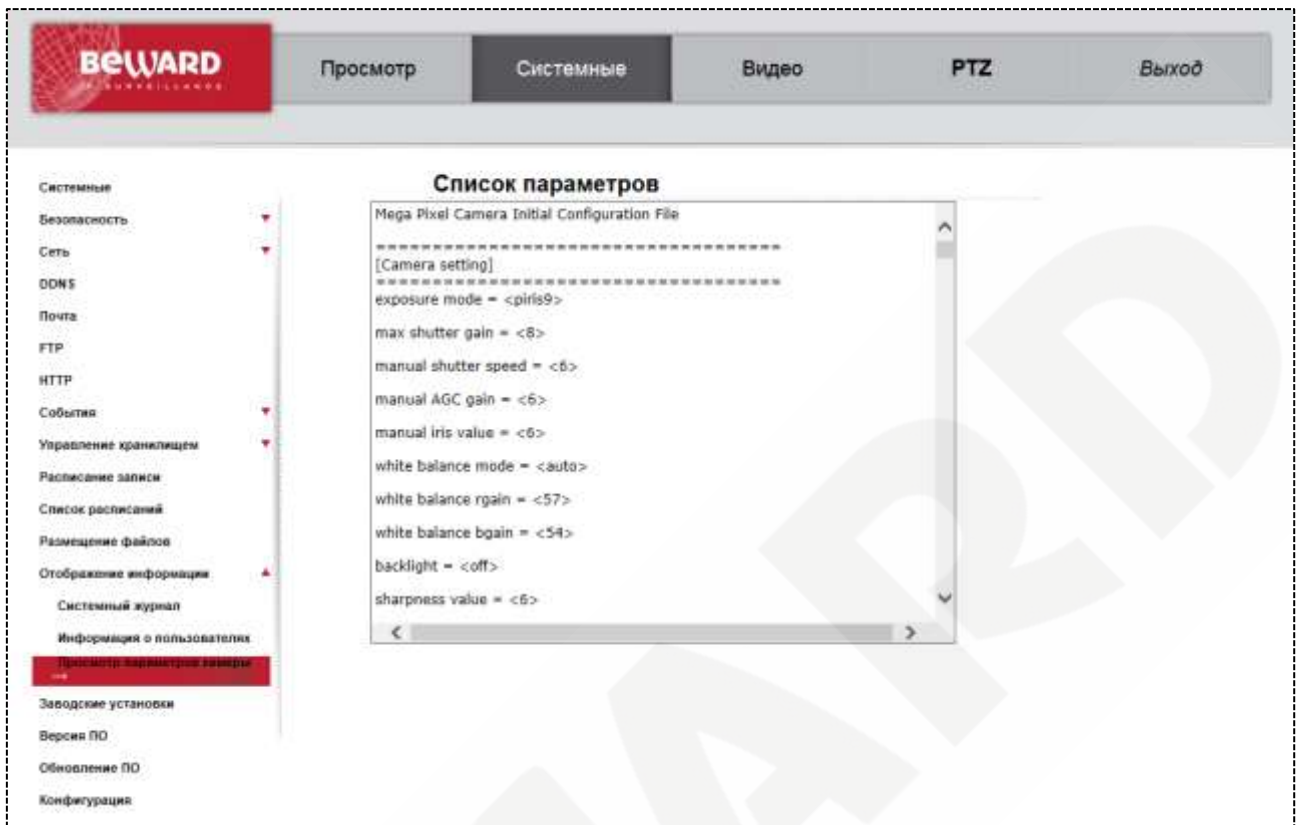 BEWARD
IP SURVEILLANCE
Просмотр
Системные
Видео
PTZ
Выход
Системные
Безопасность
Сеть
DDNS
Почта
FTP
HTTP
События
Управление хранилищем
Расписание записи
Список расписаний
Размещение файлов
Отображение информации
Системный журнал
Информация о пользователях
Просмотр параметров камеры
Заводские установки
Версия ПО
Обновление ПО
Конфигурация
Список параметров
Mega Pixel Camera Initial Configuration File
====================================
[Camera setting]
====================================
exposure mode = <piris9>
max shutter gain = <8>
manual shutter speed = <6>
manual AGC gain = <6>
manual iris value = <6>
white balance mode = <auto>
white balance rgain = <57>
white balance bgain = <54>
backlight = <off>
sharpness value = <6>